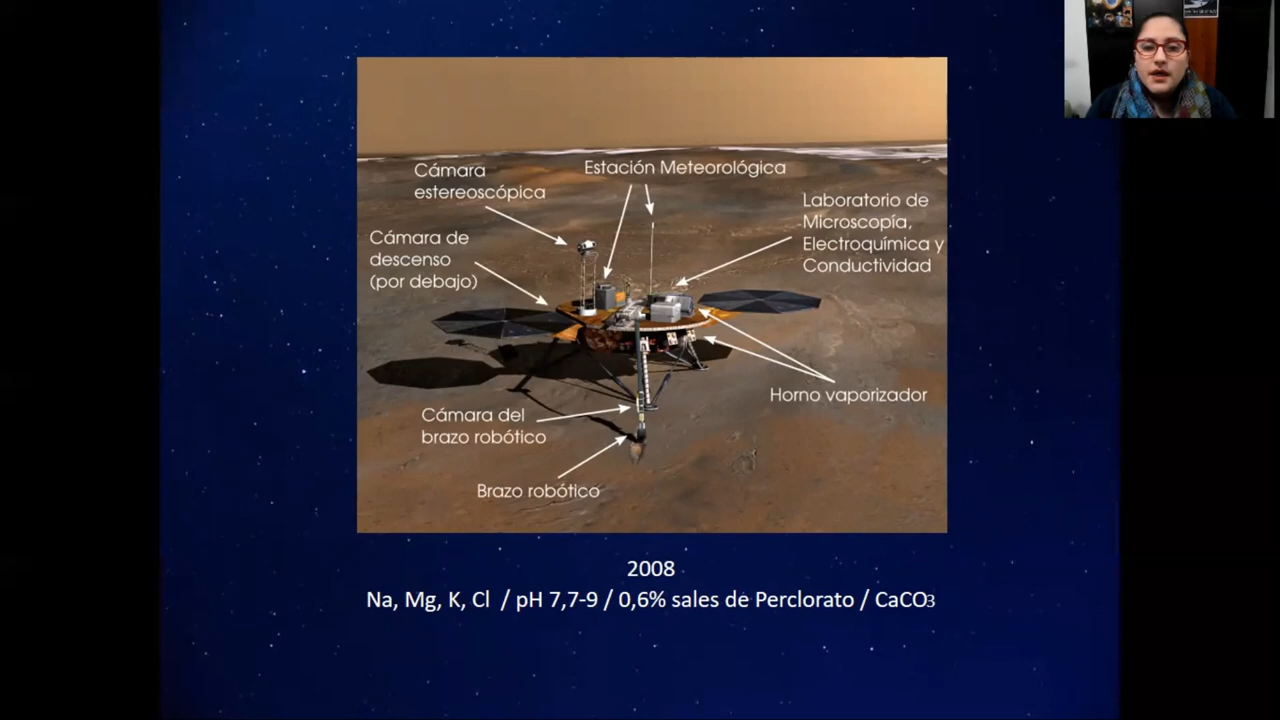 Cámara
estereoscópica
Estación Meteorológica
Laboratorio de
Microscopía,
Electroquímica y
Conductividad
Cámara de
descenso
(por debajo)
Horno vaporizador
Cámara del
brazo robótico
Brazo robótico
2008
Na, Mg, K, Cl / pH 7,7-9 / 0,6% sales de Perclorato / CaCO3